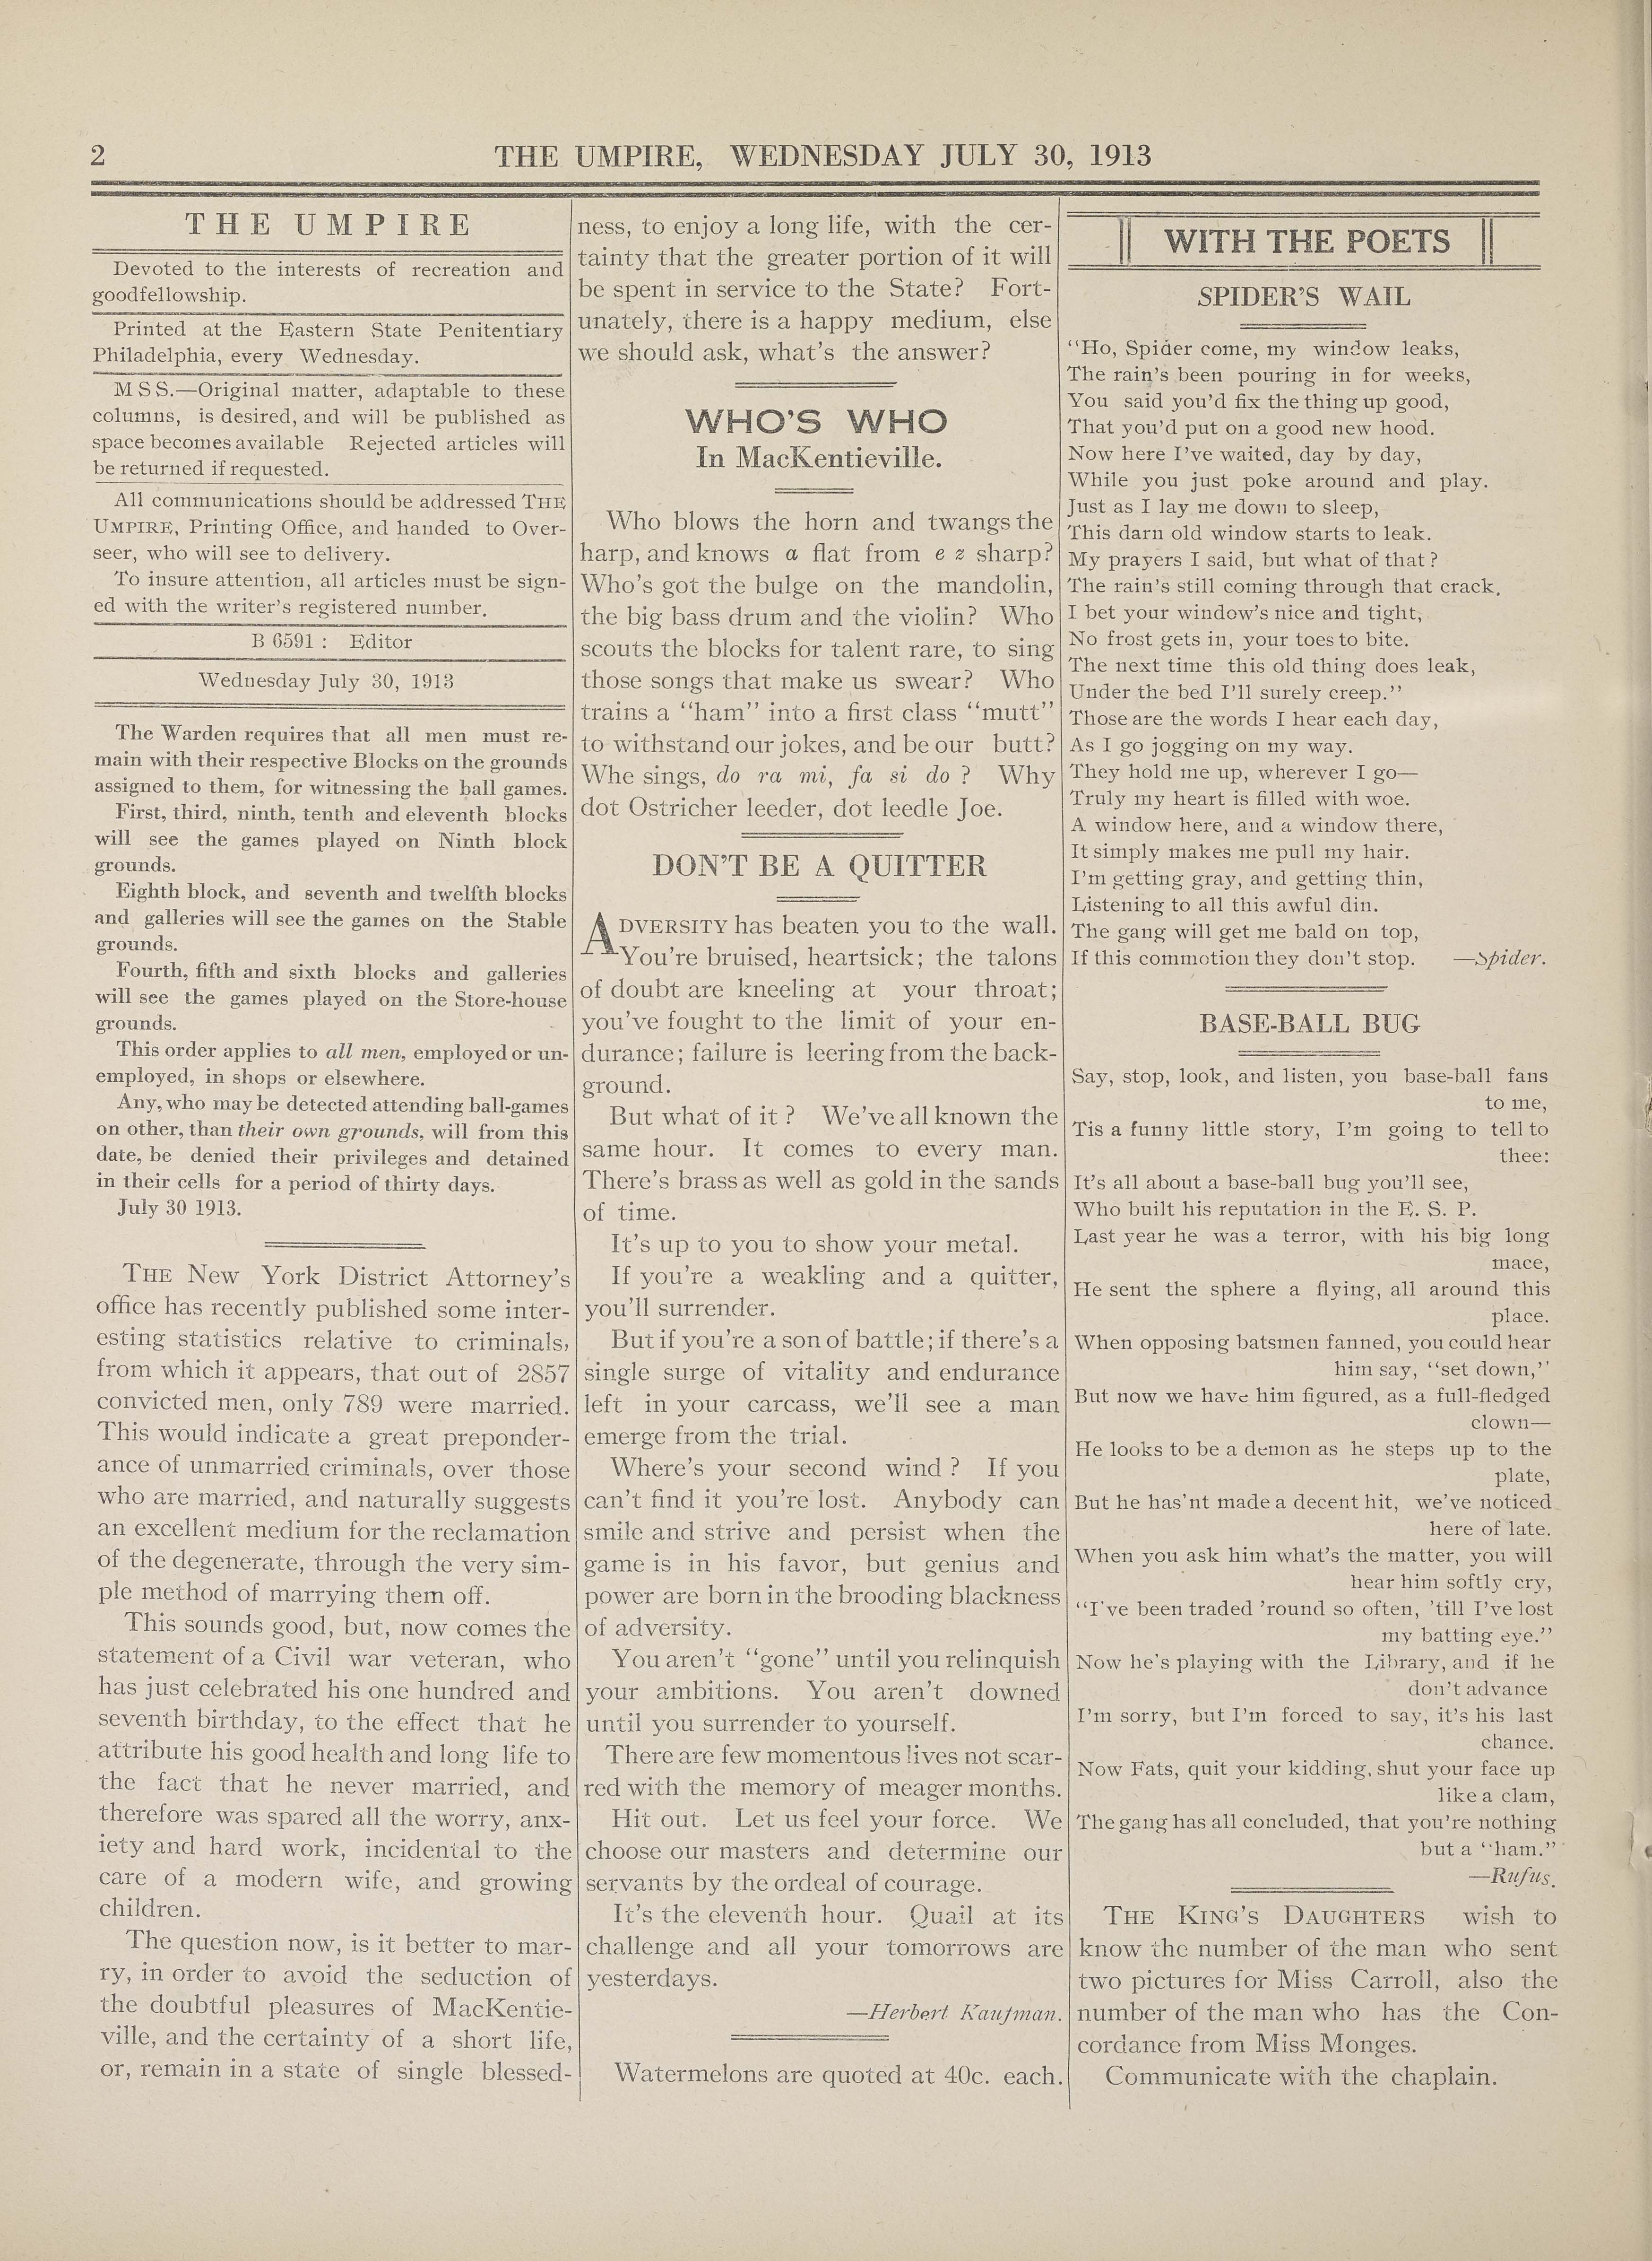 2
THE UMPIRE, WEDNESDAY JULY 30, 1913
THE UMPIRE
Devoted to the interests of recreation and
goodfellowship.
Printed at the Eastern State Penitentiary
Philadelphia, every Wednesday.
MSS.—Original matter, adaptable to these
columns, is desired, and will be published as
space becomes available Rejected articles will
be returned if requested.
All communications should be addressed THE
UMPIRE, Printing Office, and handed to Over-
seer, who will see to delivery.
To insure attention, all articles must be sign-
ed with the writer's registered number.
B 6591 : Editor
Wednesday July 30, 1913
The Warden requires that all men must re-
main with their respective Blocks on the grounds
assigned to them, for witnessing the ball games.
First, third, ninth, tenth and eleventh blocks
will see the games played on Ninth block
grounds.
Eighth block, and seventh and twelfth blocks
and galleries will see the games on the Stable
grounds.
Fourth, fifth and sixth blocks and galleries
will see the games played on the Store-house
grounds.
This order applies to all men, employed or un-
employed, in shops or elsewhere.
Any, who may be detected attending ball-games
on other, than their own grounds, will from this
date, be denied their privileges and detained
in their cells for a period of thirty days.
July 30 1913.
THE New York District Attorney's
office has recently published some inter-
esting statistics relative to criminals,
from which it appears, that out of 2857
convicted men, only 789 were married.
This would indicate a great preponder-
ance of unmarried criminals, over those
who are married, and naturally suggests
an excellent medium for the reclamation
of the degenerate, through the very sim-
ple method of marrying them off.
This sounds good, but, now comes the
statement of a Civil war veteran, who
has just celebrated his one hundred and
seventh birthday, to the effect that he
attribute his good health and long life to
the fact that he never married, and
therefore was spared all the worry, anx-
iety and hard work, incidental to the
care of a modern wife, and growing
children.
The question now, is it better to mar-
ry, in order to avoid the seduction of
the doubtful pleasures of MacKentie-
ville, and the certainty of a short life,
or, remain in a state of single blessed-
ness, to enjoy a long life, with the cer-
tainty that the greater portion of it will
be spent in service to the State? Fort-
unately, there is a happy medium, else
we should ask, what's the answer?
WHO'S WHO
In MacKentieville.
Who blows the horn and twangs the
harp, and knows a flat from e z sharp?
Who's got the bulge on the mandolin,
the big bass drum and the violin? Who
scouts the blocks for talent rare, to sing
those songs that make us swear? Who
trains a "ham" into a first class "mutt"
to withstand our jokes, and be our butt?
Whe sings, do ra mi, fa si do ? Why
dot Ostricher leeder, dot leedle Joe.
DON'T BE A QUITTER
ADVERSITY has beaten you to the wall.
You're bruised, heartsick; the talons
of doubt are kneeling at your throat;
you've fought to the limit of your en-
durance; failure is leering from the back-
ground.
But what of it ? We've all known the
same hour. It comes to every man.
There's brass as well as gold in the sands
of time.
It's up to you to show your metal.
If you're a weakling and a quitter,
you'll surrender.
But if you're a son of battle; if there's a
single surge of vitality and endurance
left in your carcass, we'll see a man
emerge from the trial.
Where's your second wind ? If you
can't find it you're lost. Anybody can
smile and strive and persist when the
game is in his favor, but genius and
power are born in the brooding blackness
of adversity.
You aren't "gone" until you relinquish
your ambitions. You aren't downed
until you surrender to yourself.
There are few momentous lives not scar-
red with the memory of meager months.
Hit out. Let us feel your force. We
choose our masters and determine our
servants by the ordeal of courage.
It's the eleventh hour. Quail at its
challenge and all your tomorrows are
yesterdays.
—Herbert Kaufman.
Watermelons are quoted at 40c. each.
WITH THE POETS
SPIDER'S WAIL
"Ho, Spider come, my window leaks,
The rain's been pouring in for weeks,
You said you'd fix the thing up good,
That you'd put on a good new hood.
Now here I've waited, day by day,
While you just poke around and play.
Just as I lay me down to sleep,
This darn old window starts to leak.
My prayers I said, but what of that ?
The rain's still coming through that crack.
I bet your window's nice and tight,
No frost gets in, your toes to bite.
The next time this old thing does leak,
Under the bed I'll surely creep."
Those are the words I hear each day,
As I go jogging on my way.
They hold me up, wherever I go—
Truly my heart is filled with woe.
A window here, and a window there,
It simply makes me pull my hair.
I'm getting gray, and getting thin,
Listening to all this awful din.
The gang will get me bald on top,
If this commotion they don't stop. —Spider.
BASE-BALL BUG
Say, stop, look, and listen, you base-ball fans
to me,
'Tis a funny little story, I'm going to tell to
thee:
It's all about a base-ball bug you'll see,
Who built his reputation in the E. S. P.
Last year he was a terror, with his big long
mace,
He sent the sphere a flying, all around this
place.
When opposing batsmen fanned, you could hear
him say, "set down,"
But now we have him figured, as a full-fledged
clown—
He looks to be a demon as he steps up to the
plate,
But he has'nt made a decent hit, we've noticed
here of late.
When you ask him what's the matter, you will
hear him softly cry,
"I've been traded 'round so often, 'till I've lost
my batting eye."
Now he's playing with the Library, and if he
don't advance
I'm sorry, but I'm forced to say, it's his last
chance.
Now Fats, quit your kidding, shut your face up
like a clam,
The gang has all concluded, that you're nothing
but a "ham."
—Rufus.
THE KING'S DAUGHTERS wish to
know the number of the man who sent
two pictures for Miss Carroll, also the
number of the man who has the Con-
cordance from Miss Monges.
Communicate with the chaplain.